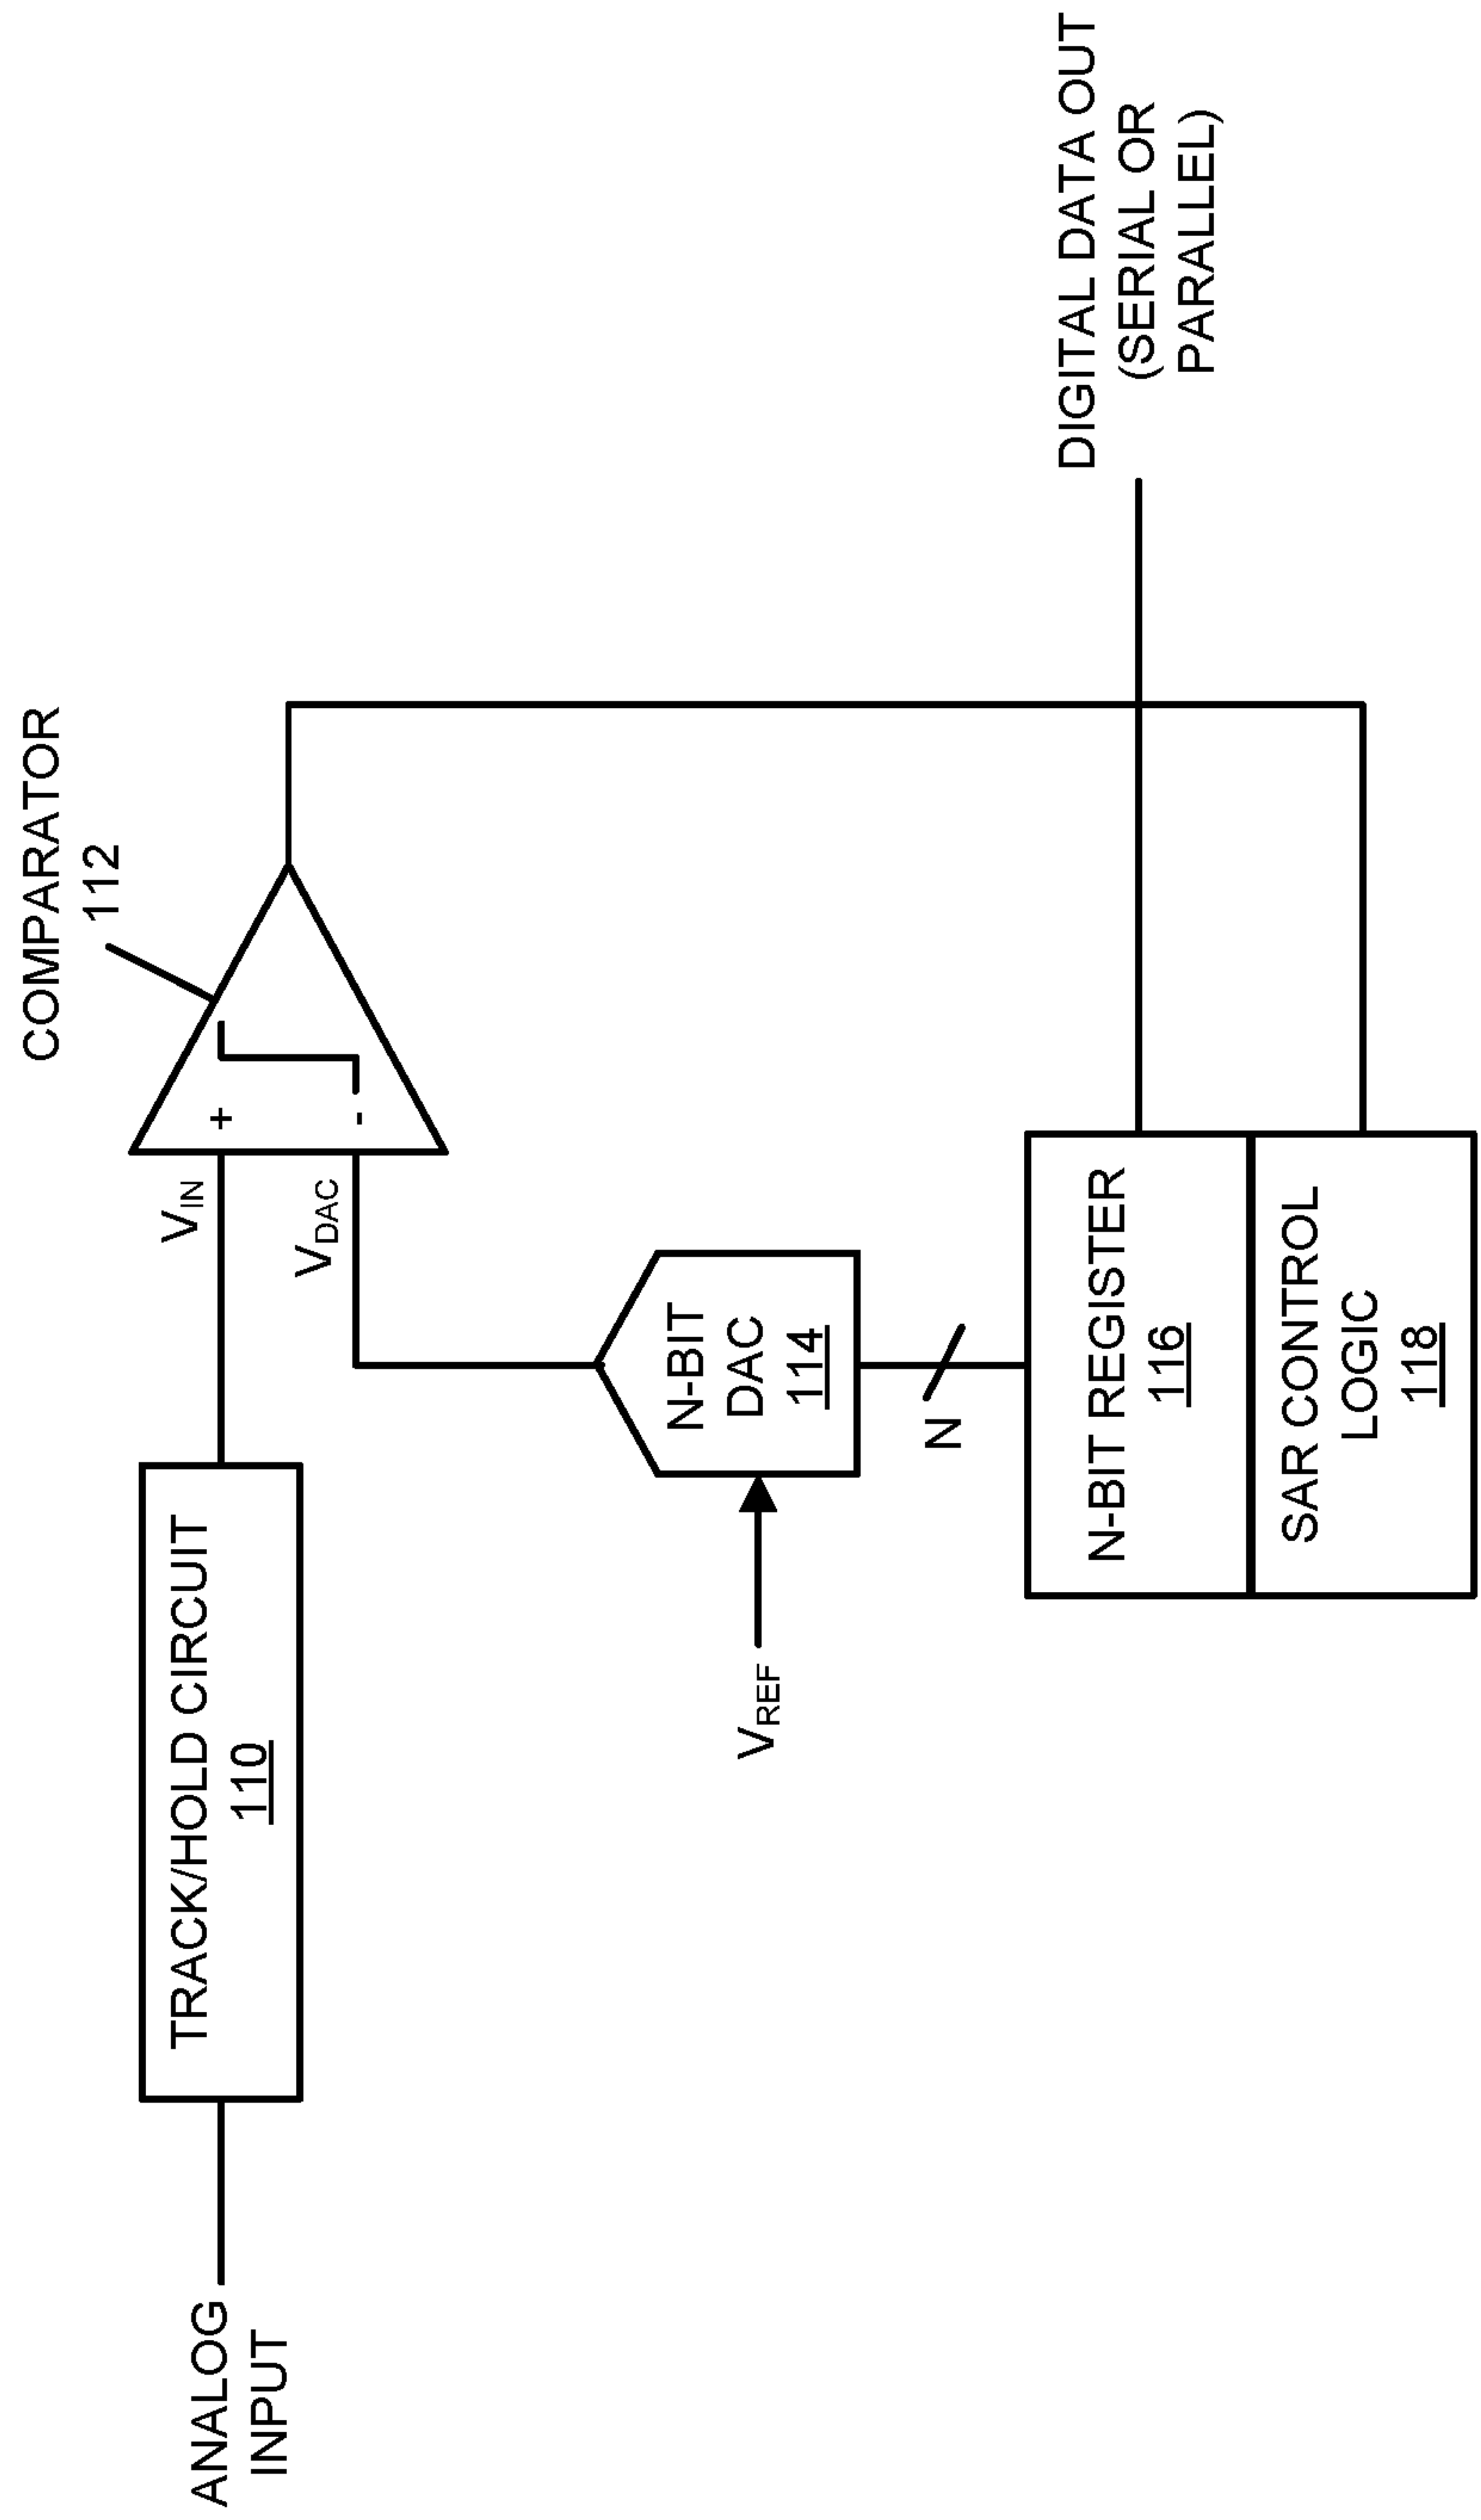 COMPARATOR
112
ANALOG
INPUT
TRACK/HOLD CIRCUIT
110
VIN
+
VDAC
-
N-BIT
DAC
114
VREF
N
N-BIT REGISTER
116
SAR CONTROL
LOGIC
118
DIGITAL DATA OUT
(SERIAL OR
PARALLEL)